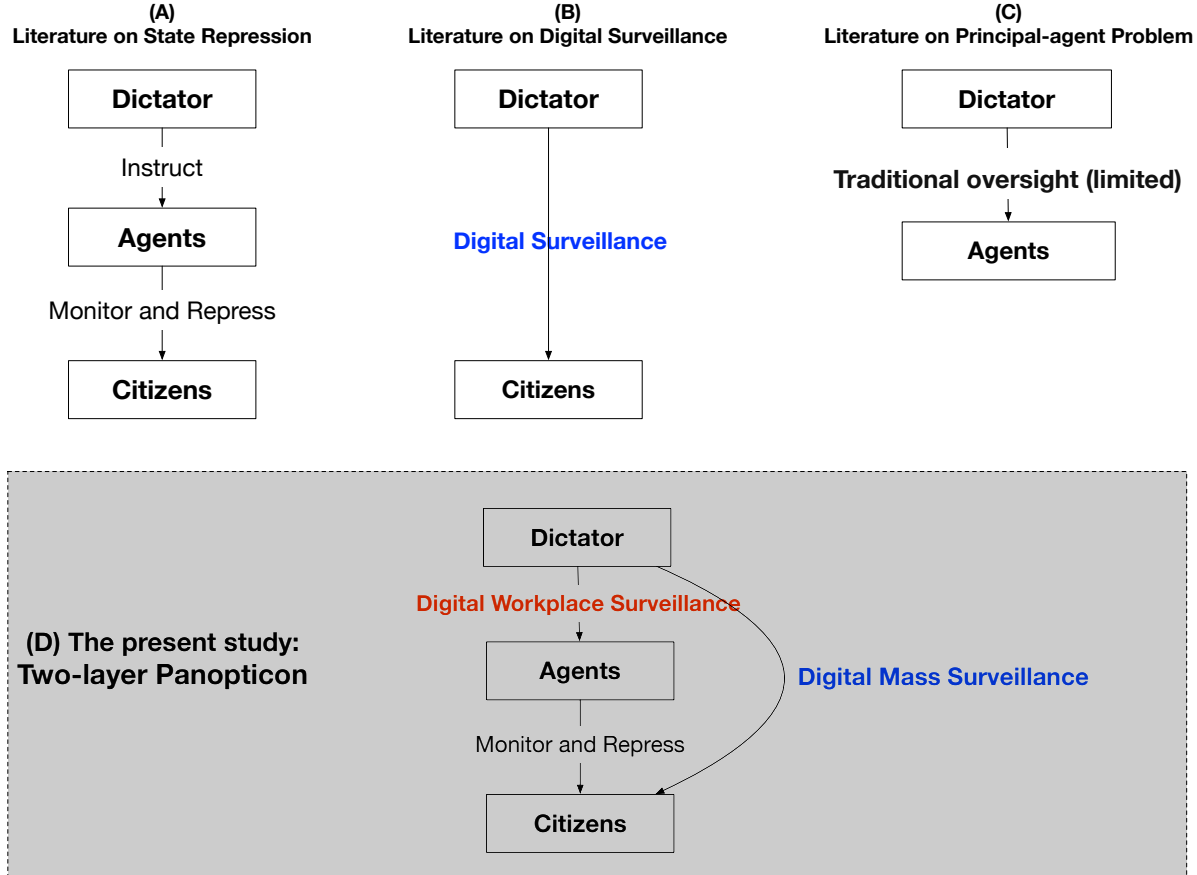 (A)
Literature on State Repression
Dictator
Instruct
Agents
Monitor and Repress
Citizens
(B)
Literature on Digital Surveillance
Dictator
Digital Surveillance
Citizens
(C)
Literature on Principal-agent Problem
Dictator
Traditional oversight (limited)
Agents
(D) The present study:
Two-layer Panopticon
Dictator
Digital Workplace Surveillance
Agents
Digital Mass Surveillance
Monitor and Repress
Citizens